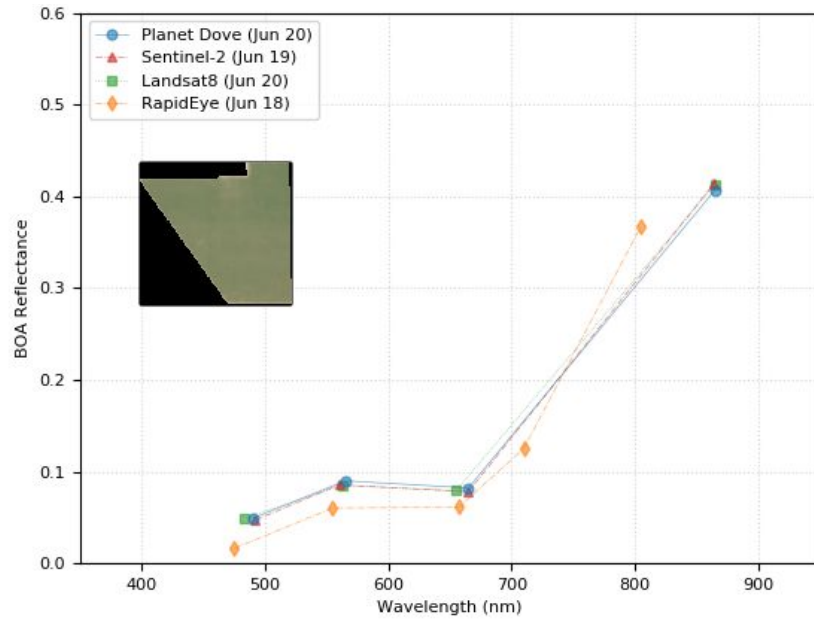 0.6
0.5
0.4
0.3
0.2
0.1
0.0
BOA Reflectance
Planet Dove (Jun 20)
Sentinel-2 (Jun 19)
Landsat8 (Jun 20)
RapidEye (Jun 18)
400 500 600 700 800 900
Wavelength (nm)